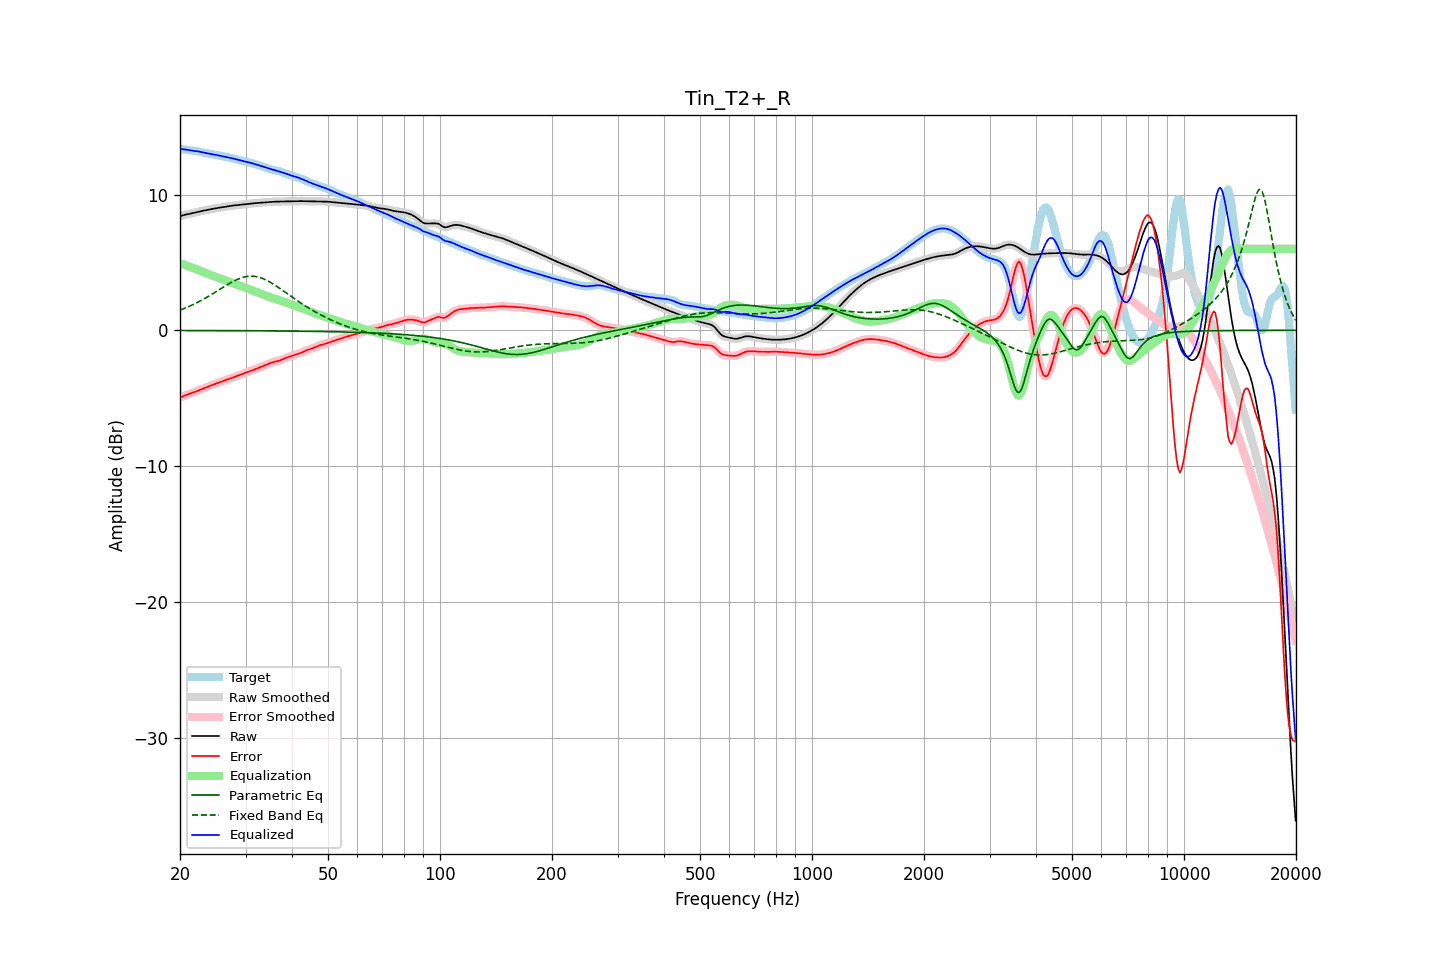 Tin_T2+_R
Amplitude (dBr)
10
0
−10
−20
−30
Target
Raw Smoothed
Error Smoothed
Raw
Error
Equalization
Parametric Eq
Fixed Band Eq
Equalized
20 50 100 200 500 1000 2000 5000 10000 20000
Frequency (Hz)